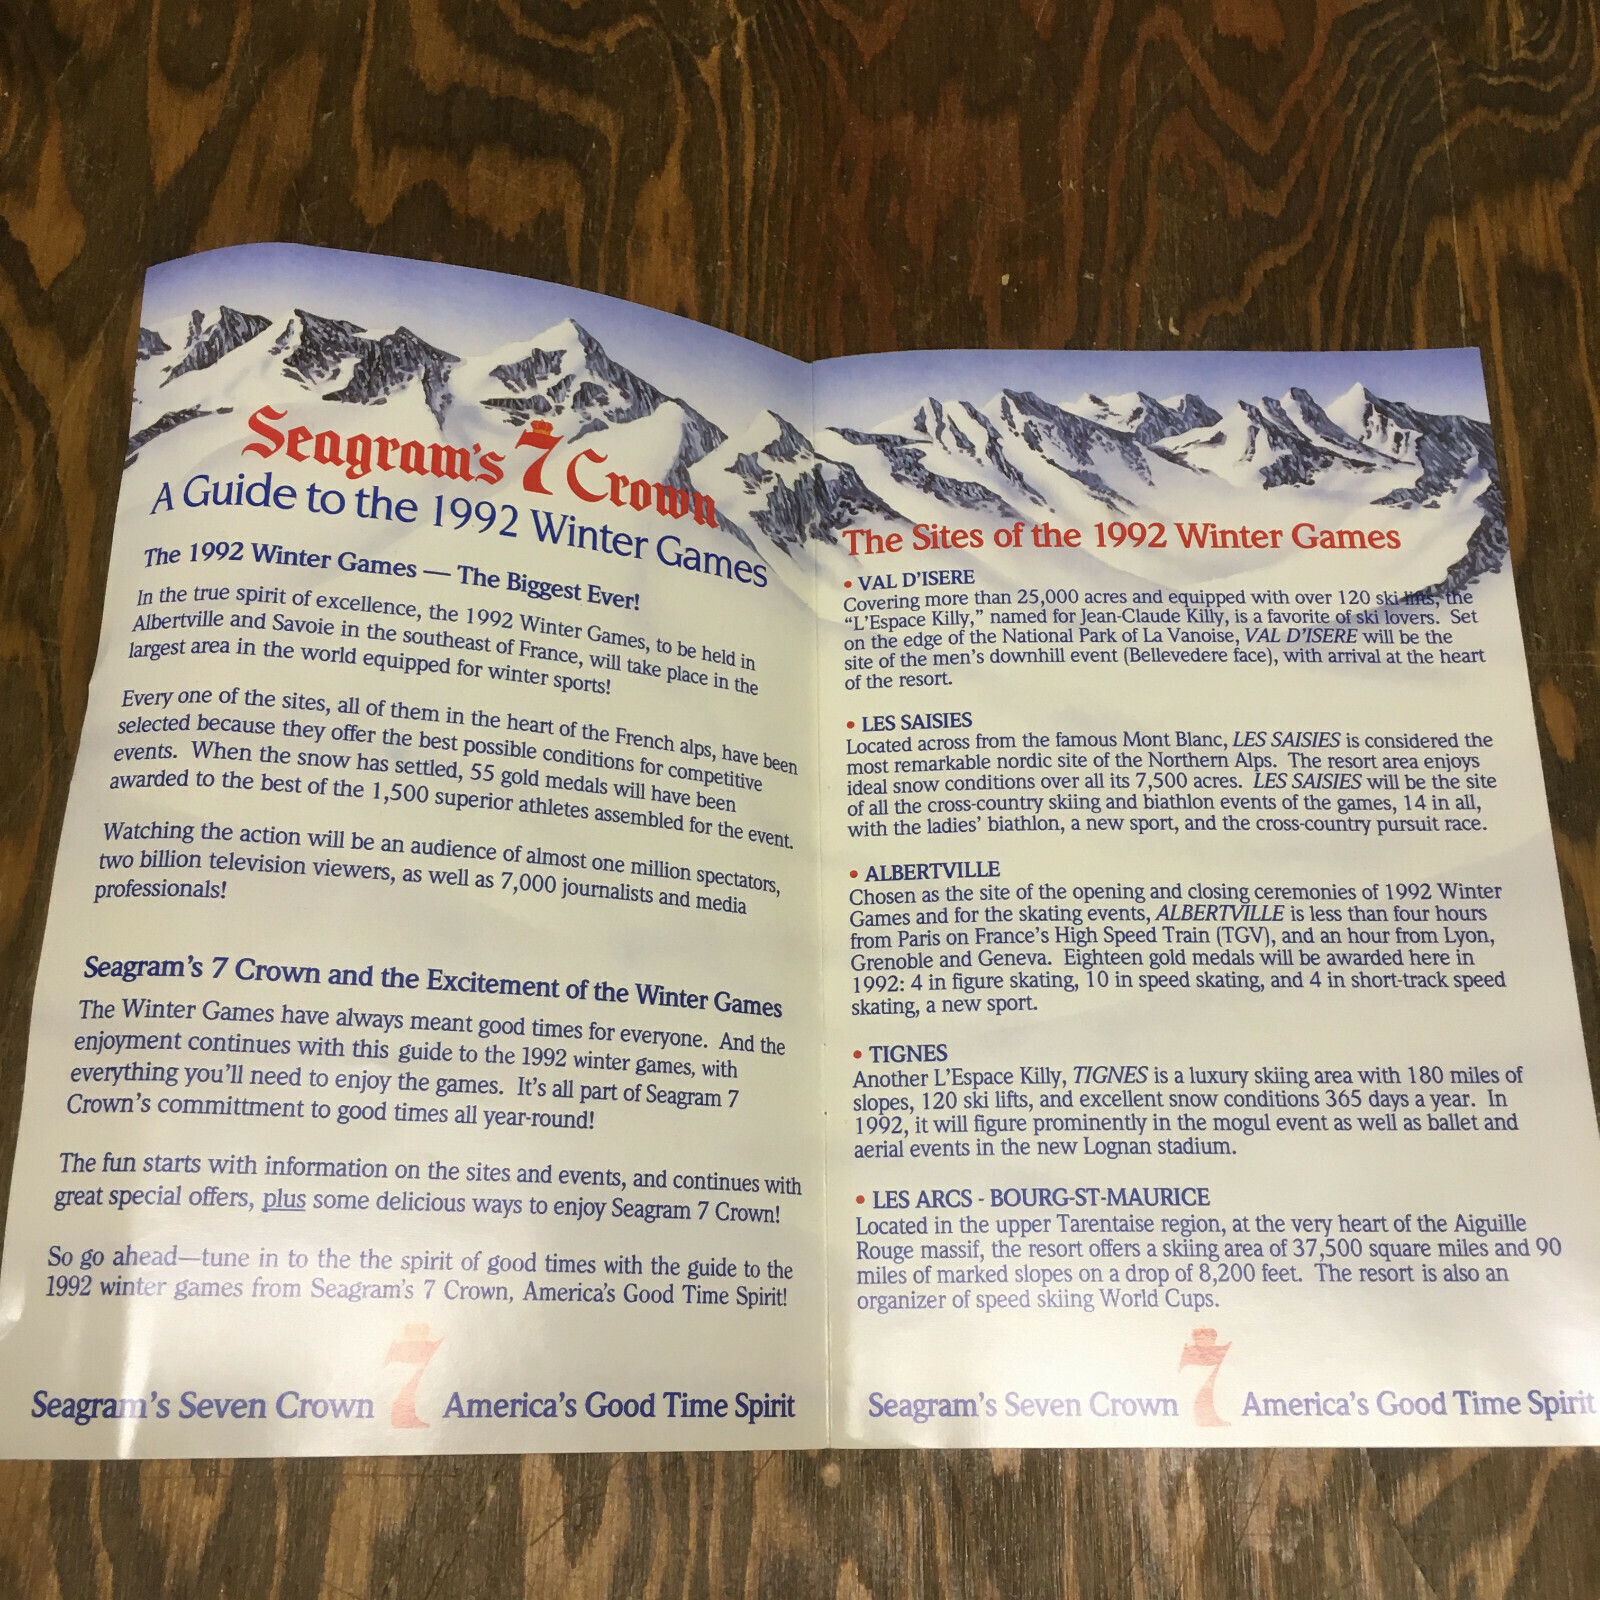 Seagram's 7 Crown
A Guide to the 1992 Winter Games
The 1992 Winter Games — The Biggest Ever!
In the true spirit of excellence, the 1992 Winter Games, to be held in
Albertville and Savoie in the southeast of France, will take place in the
largest area in the world equipped for winter sports!
Every one of the sites, all of them in the heart of the French alps, have been
selected because they offer the best possible conditions for competitive
events. When the snow has settled, 55 gold medals will have been
awarded to the best of the 1,500 superior athletes assembled for the event.
Watching the action will be an audience of almost one million spectators,
two billion television viewers, as well as 7,000 journalists and media
professionals!
Seagram's 7 Crown and the Excitement of the Winter Games
The Winter Games have always meant good times for everyone. And the
enjoyment continues with this guide to the 1992 winter games, with
everything you'll need to enjoy the games. It's all part of Seagram 7
Crown's committment to good times all year-round!
The fun starts with information on the sites and events, and continues with
great special offers, plus some delicious ways to enjoy Seagram 7 Crown!
So go ahead—tune in to the the spirit of good times with the guide to the
1992 winter games from Seagram's 7 Crown, America's Good Time Spirit!
Seagram's Seven Crown 7 America's Good Time Spirit
The Sites of the 1992 Winter Games
• VAL D'ISERE
Covering more than 25,000 acres and equipped with over 120 ski lifts, the
"L'Espace Killy," named for Jean-Claude Killy, is a favorite of ski lovers. Set
on the edge of the National Park of La Vanoise, VAL D'ISERE will be the
site of the men's downhill event (Bellevedere face), with arrival at the heart
of the resort.
• LES SAISIES
Located across from the famous Mont Blanc, LES SAISIES is considered the
most remarkable nordic site of the Northern Alps. The resort area enjoys
ideal snow conditions over all its 7,500 acres. LES SAISIES will be the site
of all the cross-country skiing and biathlon events of the games, 14 in all,
with the ladies' biathlon, a new sport, and the cross-country pursuit race.
• ALBERTVILLE
Chosen as the site of the opening and closing ceremonies of 1992 Winter
Games and for the skating events, ALBERTVILLE is less than four hours
from Paris on France's High Speed Train (TGV), and an hour from Lyon,
Grenoble and Geneva. Eighteen gold medals will be awarded here in
1992: 4 in figure skating, 10 in speed skating, and 4 in short-track speed
skating, a new sport.
• TIGNES
Another L'Espace Killy, TIGNES is a luxury skiing area with 180 miles of
slopes, 120 ski lifts, and excellent snow conditions 365 days a year. In
1992, it will figure prominently in the mogul event as well as ballet and
aerial events in the new Lognan stadium.
• LES ARCS - BOURG-ST-MAURICE
Located in the upper Tarentaise region, at the very heart of the Aiguille
Rouge massif, the resort offers a skiing area of 37,500 square miles and 90
miles of marked slopes on a drop of 8,200 feet. The resort is also an
organizer of speed skiing World Cups.
Seagram's Seven Crown 7 America's Good Time Spirit